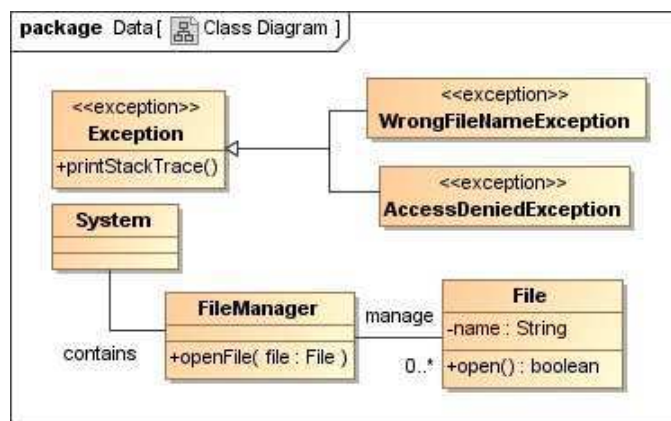 package Data[ Class Diagram ]
<<exception>>
Exception
+printStackTrace()
<<exception>>
WrongFileNameException
<<exception>>
AccessDeniedException
System
contains
FileManager
+openFile( file : File )
manage
0..*
File
-name : String
+open() : boolean